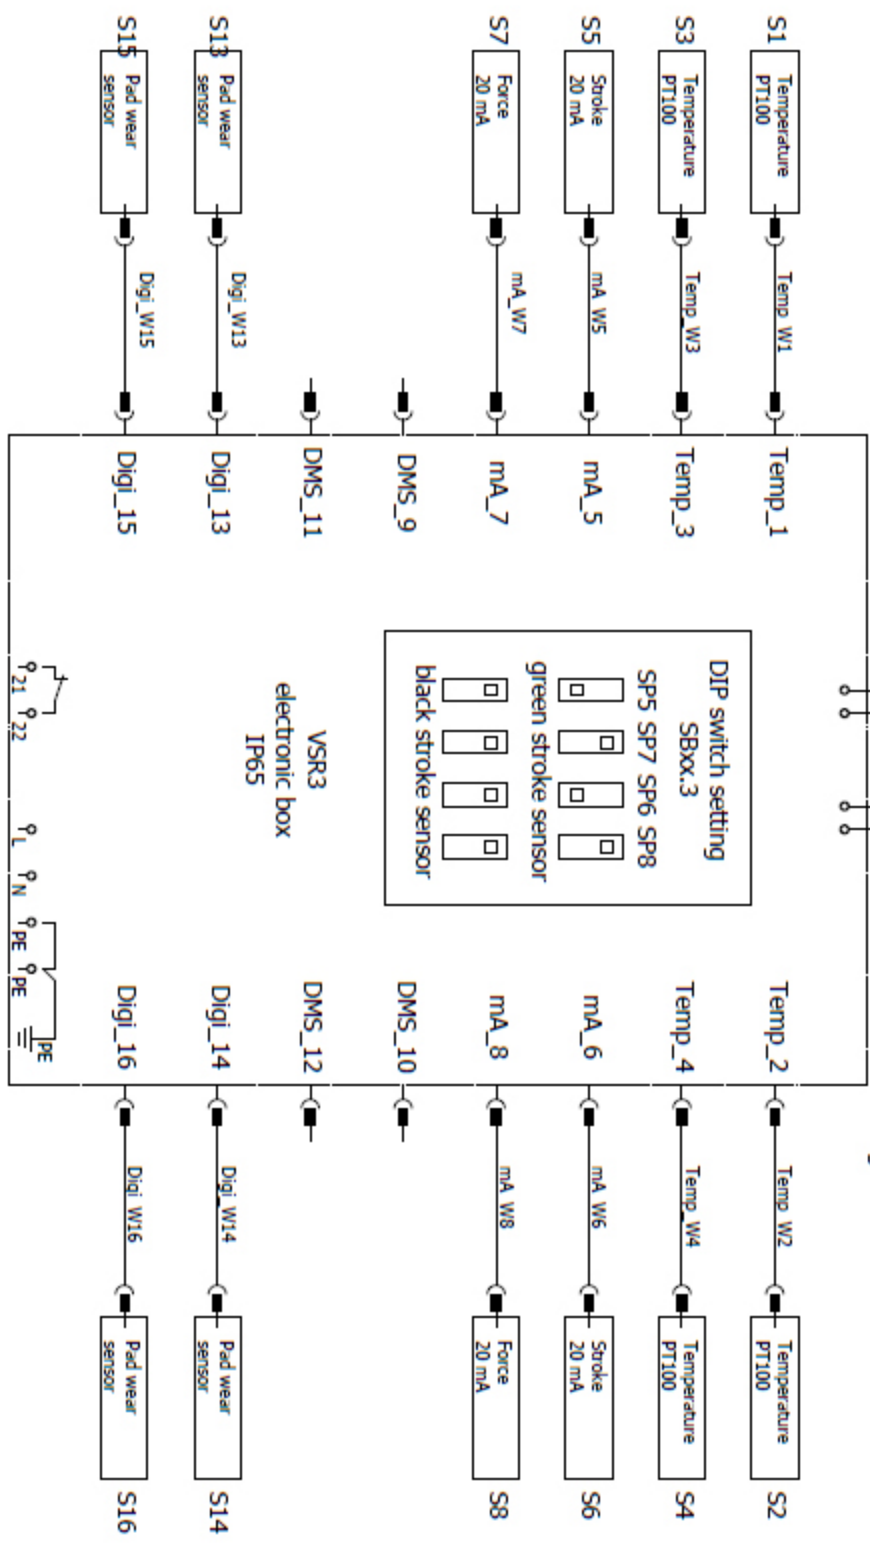 S1
Temperature
PT100
Temp_W1
Temp_1
Temp_2
Temp_W2
Temperature
PT100
S2
S3
Temperature
PT100
Temp_W3
Temp_3
Temp_4
Temp_W4
Temperature
PT100
S4
S5
Stroke
20 mA
mA_W5
mA_5
mA_6
mA_W6
Stroke
20 mA
S6
S7
Force
20 mA
mA_W7
mA_7
mA_8
mA_W8
Force
20 mA
S8
DMS_9
DMS_10
DMS_11
DMS_12
S13
Pad wear
sensor
Digi_W13
Digi_13
Digi_14
Digi_W14
Pad wear
sensor
S14
S15
Pad wear
sensor
Digi_W15
Digi_15
Digi_16
Digi_W16
Pad wear
sensor
S16
DIP switch setting
SBxx.3
SP5 SP7 SP6 SP8
green stroke sensor
black stroke sensor
VSR3
electronic box
IP65
21
22
L
N
PE
PE
PE